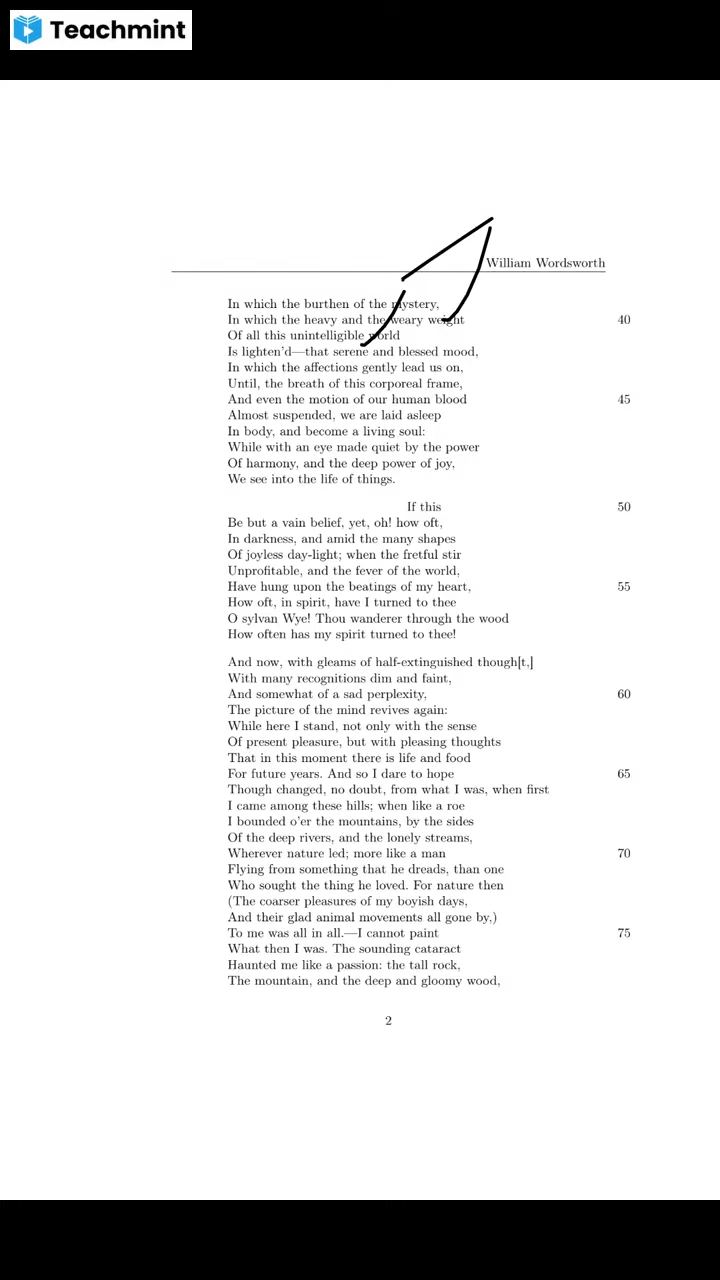 Teachmint
William Wordsworth
In which the burthen of the mystery,
In which the heavy and the weary weight 40
Of all this unintelligible world
Is lighten'd—that serene and blessed mood,
In which the affections gently lead us on,
Until, the breath of this corporeal frame,
And even the motion of our human blood 45
Almost suspended, we are laid asleep
In body, and become a living soul:
While with an eye made quiet by the power
Of harmony, and the deep power of joy,
We see into the life of things.
If this 50
Be but a vain belief, yet, oh! how oft,
In darkness, and amid the many shapes
Of joyless day-light; when the fretful stir
Unprofitable, and the fever of the world,
Have hung upon the beatings of my heart, 55
How oft, in spirit, have I turned to thee
O sylvan Wye! Thou wanderer through the wood
How often has my spirit turned to thee!
And now, with gleams of half-extinguished though[t,]
With many recognitions dim and faint,
And somewhat of a sad perplexity, 60
The picture of the mind revives again:
While here I stand, not only with the sense
Of present pleasure, but with pleasing thoughts
That in this moment there is life and food
For future years. And so I dare to hope 65
Though changed, no doubt, from what I was, when first
I came among these hills; when like a roe
I bounded o'er the mountains, by the sides
Of the deep rivers, and the lonely streams,
Wherever nature led; more like a man 70
Flying from something that he dreads, than one
Who sought the thing he loved. For nature then
(The coarser pleasures of my boyish days,
And their glad animal movements all gone by,)
To me was all in all.—I cannot paint 75
What then I was. The sounding cataract
Haunted me like a passion: the tall rock,
The mountain, and the deep and gloomy wood,
2